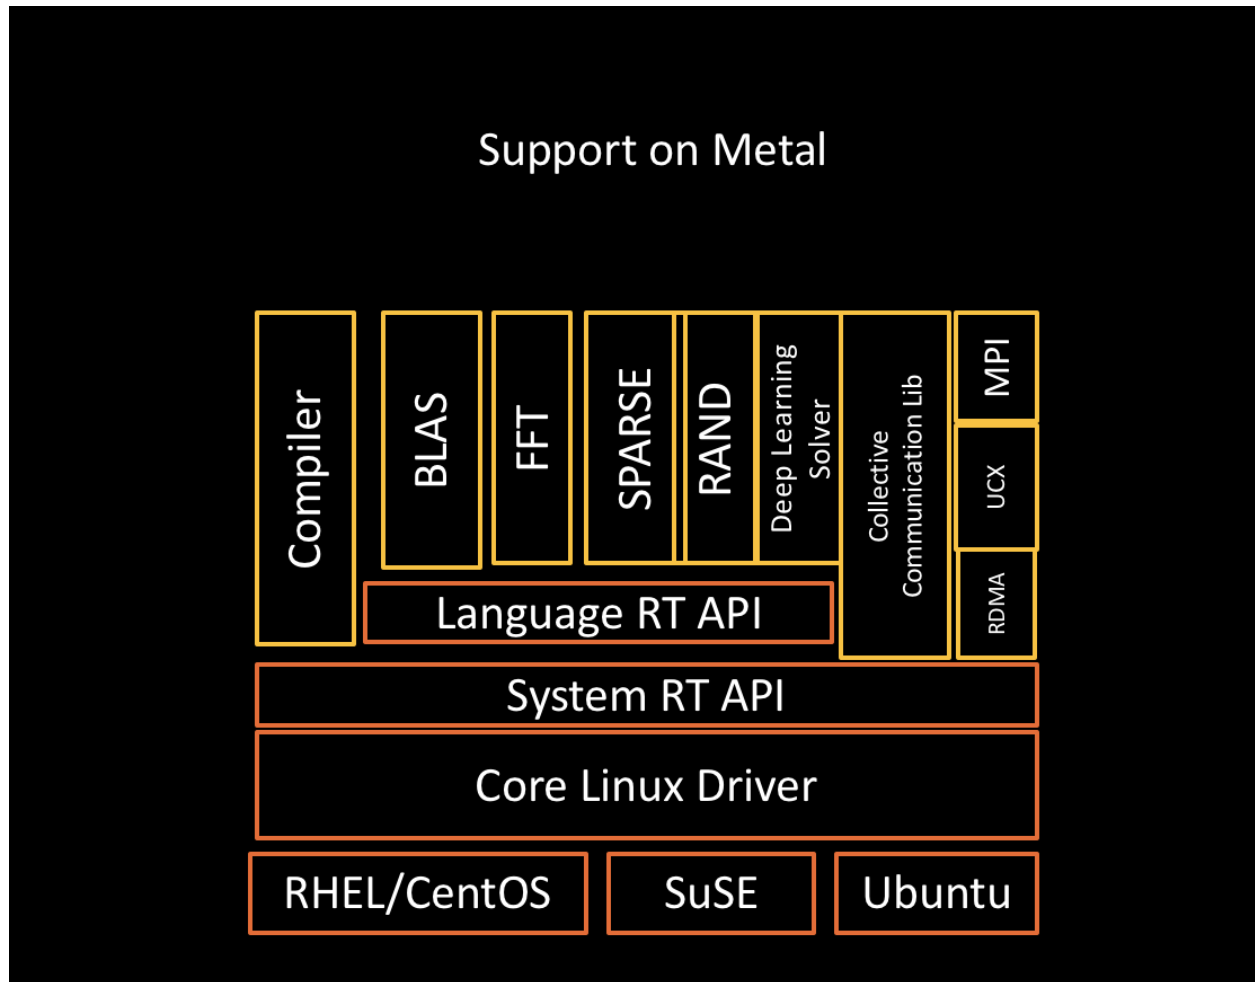 Support on Metal
Compiler
BLAS
FFT
SPARSE
RAND
Deep Learning
Solver
Collective
Communication Lib
MPI
UCX
RDMA
Language RT API
System RT API
Core Linux Driver
RHEL/CentOS
SuSE
Ubuntu